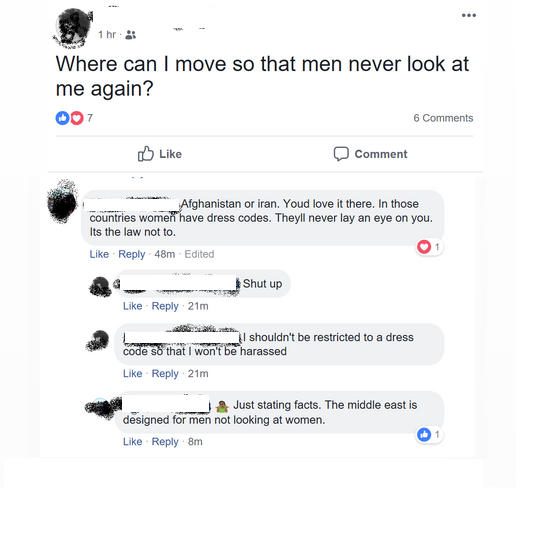 1 hr ·
Where can I move so that men never look at
me again?
7
6 Comments
Like
Comment
Afghanistan or iran. Youd love it there. In those
countries women have dress codes. Theyll never lay an eye on you.
Its the law not to.
1
Like · Reply · 48m · Edited
Shut up
Like · Reply · 21m
I shouldn't be restricted to a dress
code so that I won't be harassed
Like · Reply · 21m
Just stating facts. The middle east is
designed for men not looking at women.
1
Like · Reply · 8m